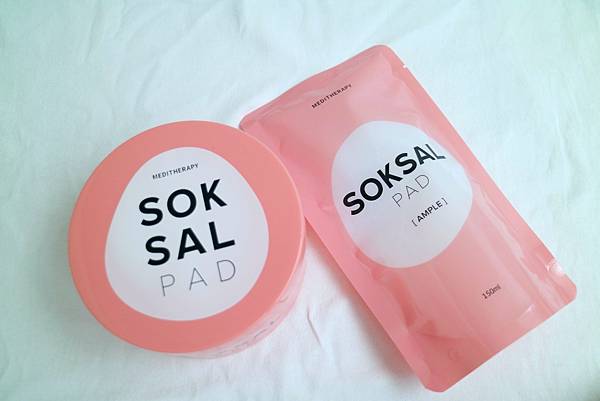 MEDITHERAPY
SOK
SAL
PAD
MEDITHERAPY
SOKSAL
PAD
[ AMPLE ]
150ml